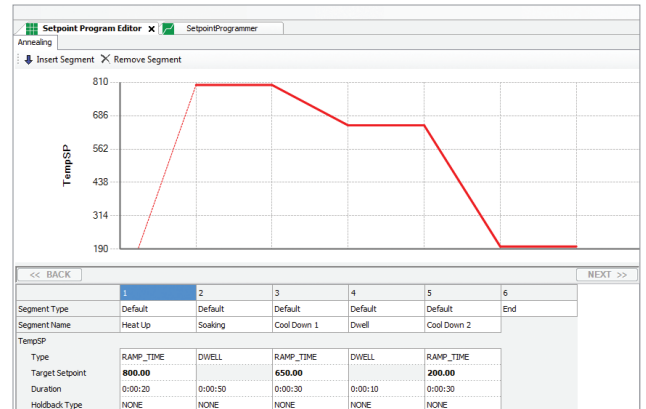 Setpoint Program Editor X SetpointProgrammer
Annealing
Insert Segment Remove Segment
810
686
562
438
314
190
TempSP
<< BACK NEXT >>
1 2 3 4 5 6
Segment Type Default Default Default Default Default End
Segment Name Heat Up Soaking Cool Down 1 Dwell Cool Down 2
TempSP
Type RAMP_TIME DWELL RAMP_TIME DWELL RAMP_TIME
Target Setpoint 800.00 650.00 200.00
Duration 0:00:20 0:00:50 0:00:30 0:00:10 0:00:30
Holdback Type NONE NONE NONE NONE NONE